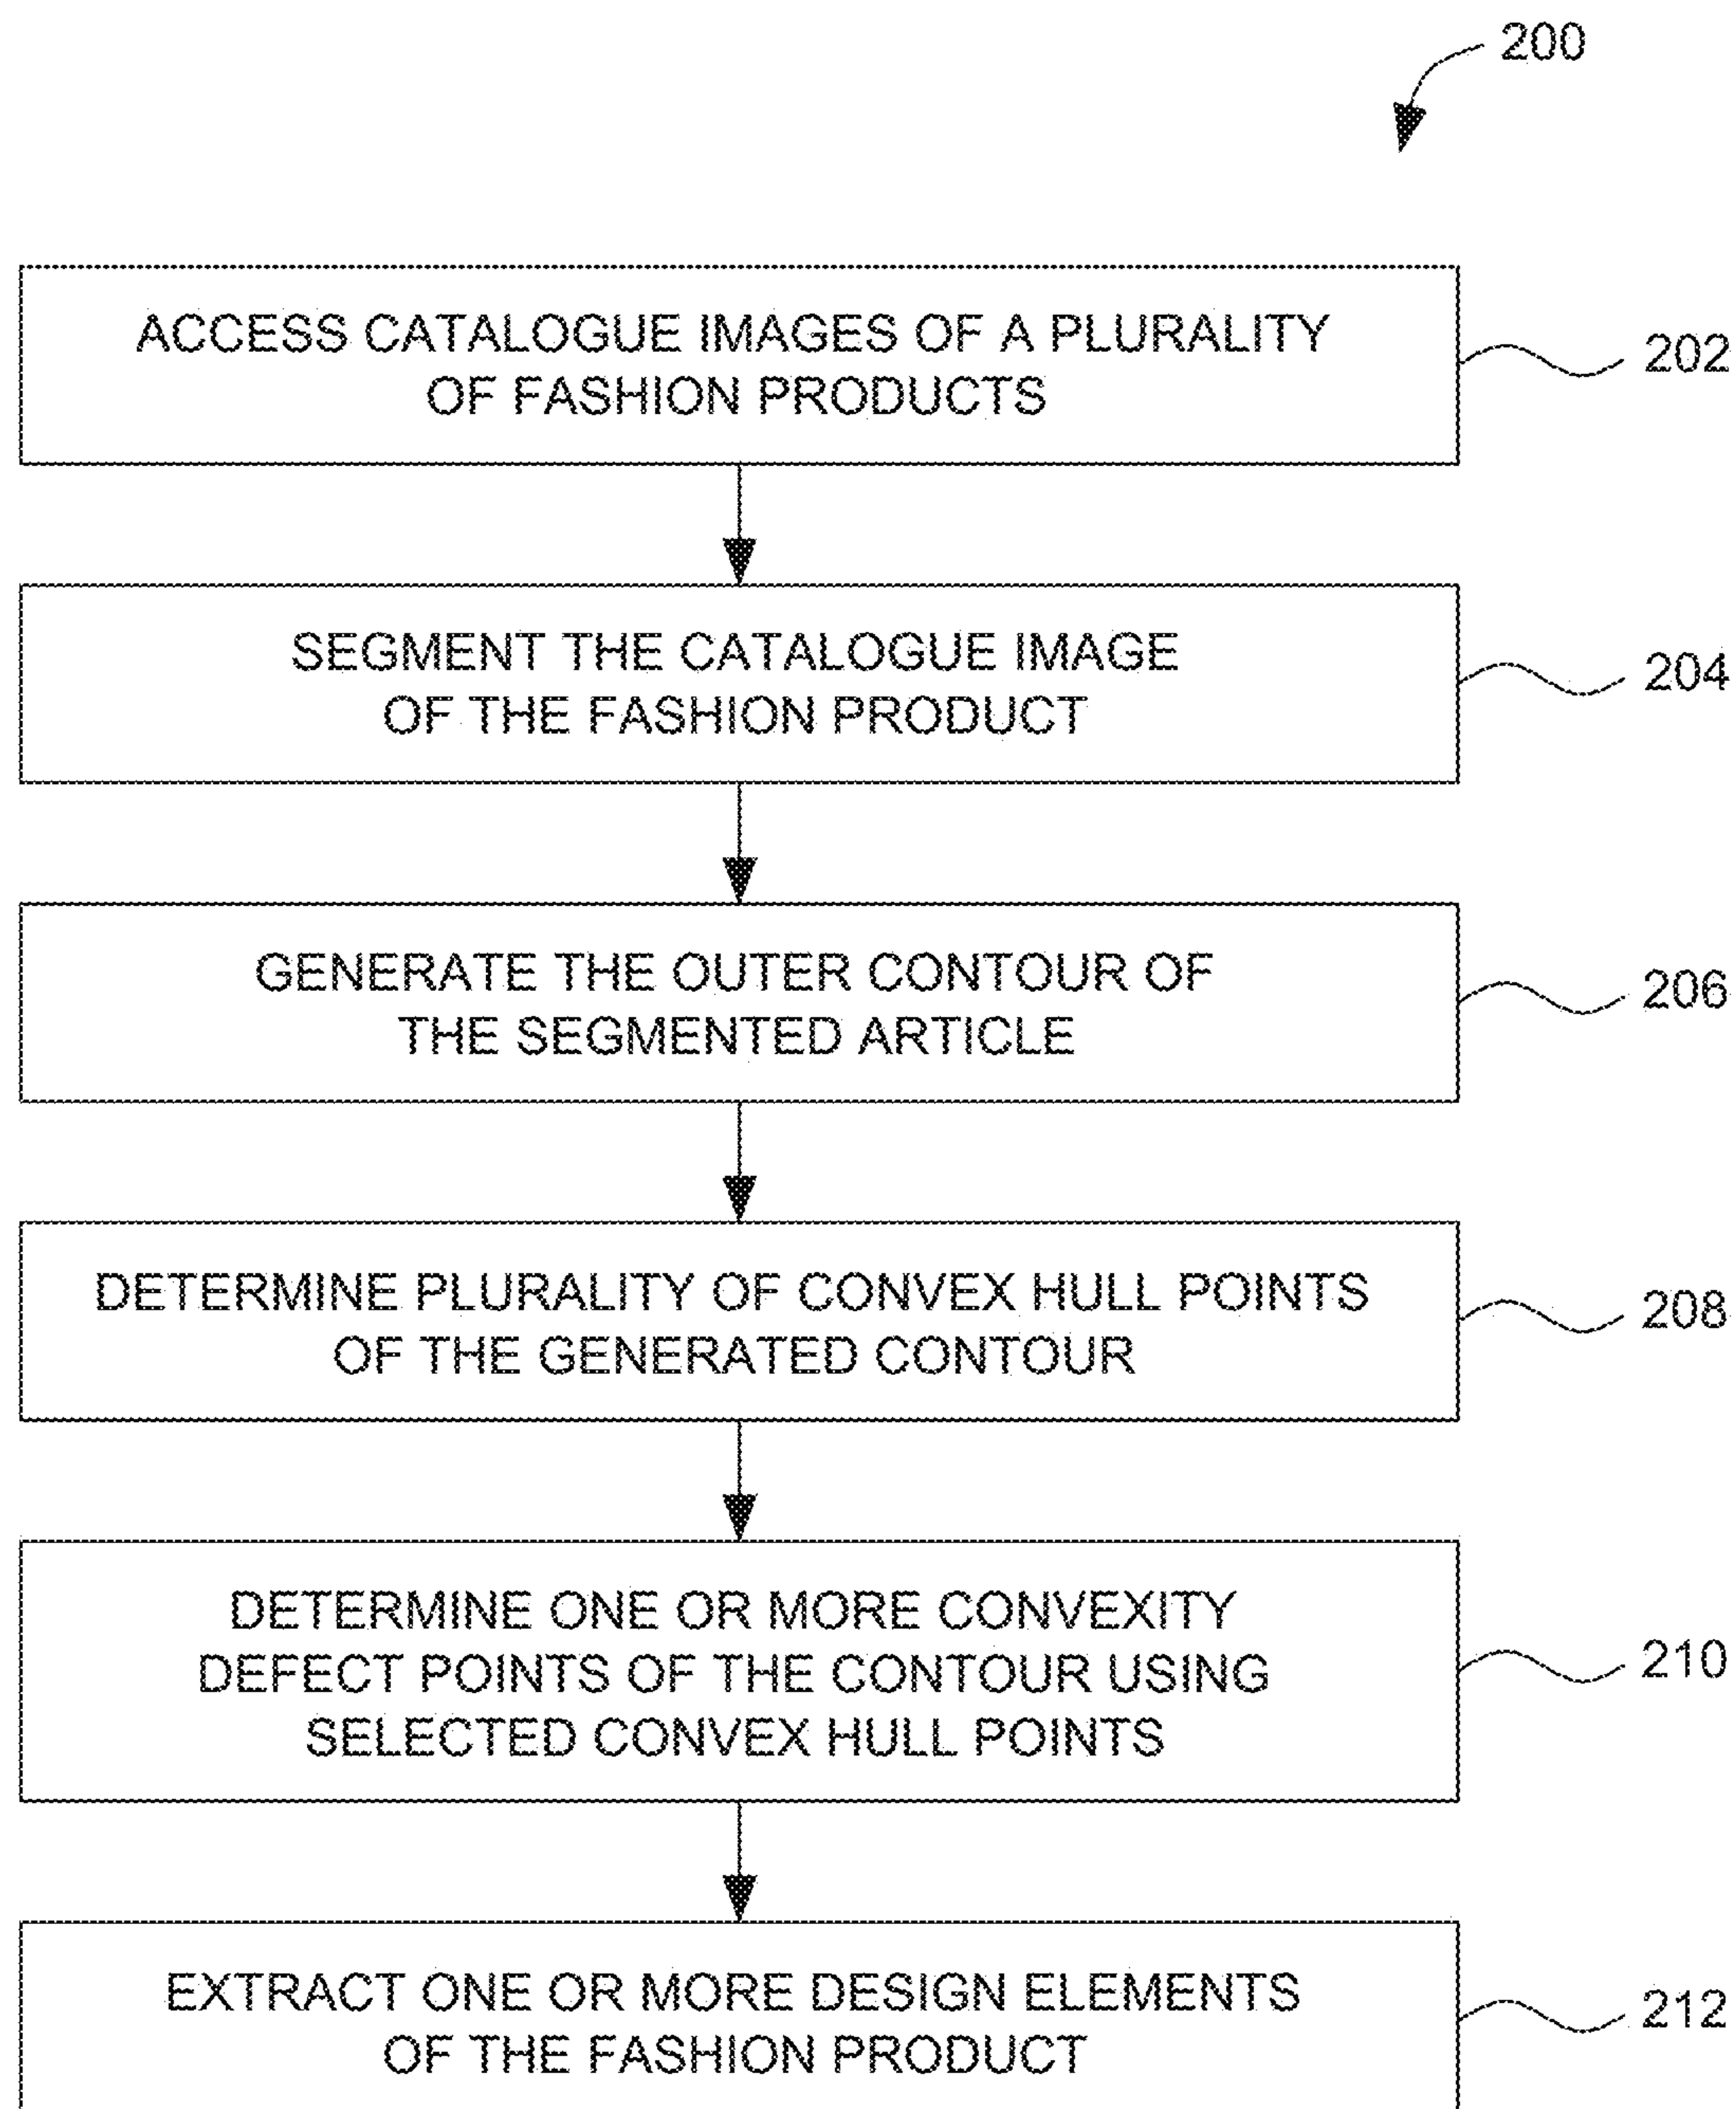 200
ACCESS CATALOGUE IMAGES OF A PLURALITY
OF FASHION PRODUCTS
202
SEGMENT THE CATALOGUE IMAGE
OF THE FASHION PRODUCT
204
GENERATE THE OUTER CONTOUR OF
THE SEGMENTED ARTICLE
206
DETERMINE PLURALITY OF CONVEX HULL POINTS
OF THE GENERATED CONTOUR
208
DETERMINE ONE OR MORE CONVEXITY
DEFECT POINTS OF THE CONTOUR USING
SELECTED CONVEX HULL POINTS
210
EXTRACT ONE OR MORE DESIGN ELEMENTS
OF THE FASHION PRODUCT
212